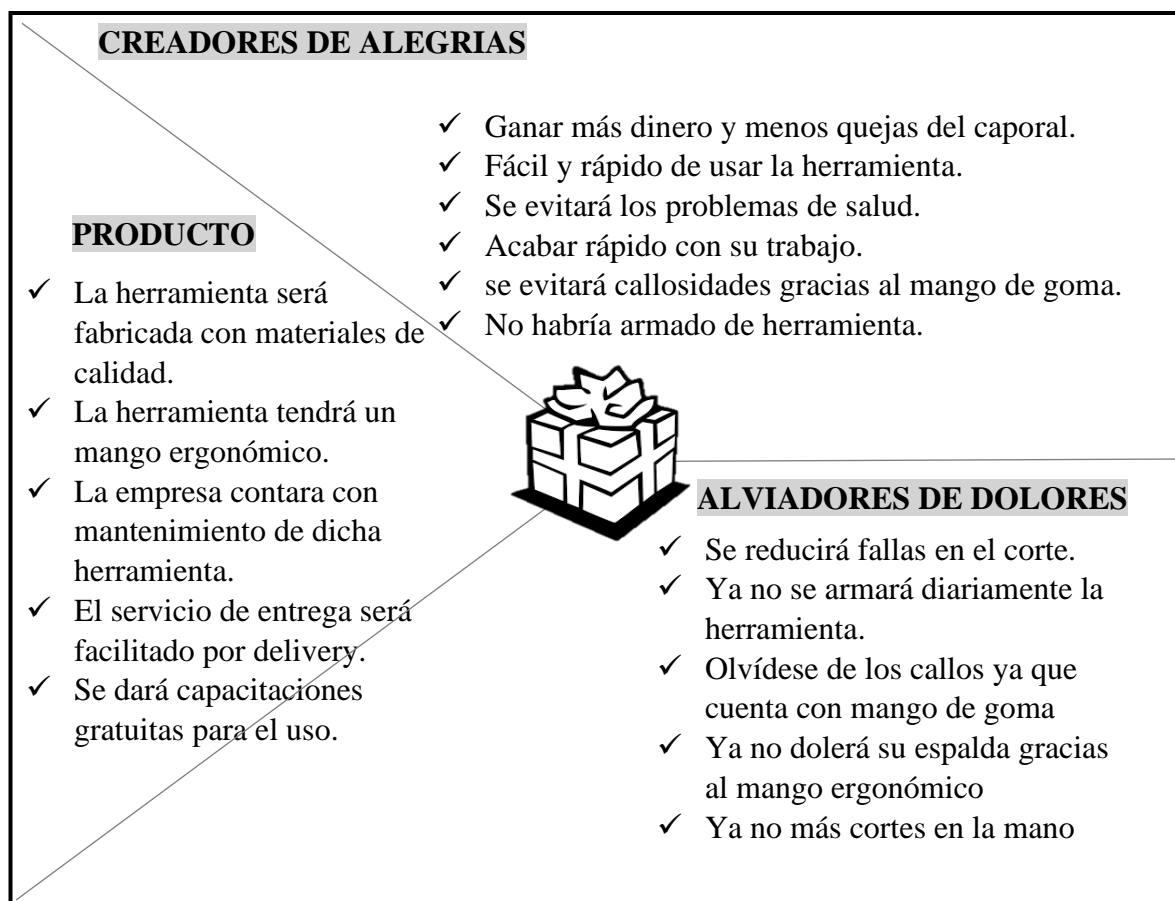 CREADORES DE ALEGRIAS
✓ Ganar más dinero y menos quejas del caporal.
✓ Fácil y rápido de usar la herramienta.
✓ Se evitará los problemas de salud.
✓ Acabar rápido con su trabajo.
✓ se evitará callosidades gracias al mango de goma.
✓ No habría armado de herramienta.
PRODUCTO
✓ La herramienta será
fabricada con materiales de
calidad.
✓ La herramienta tendrá un
mango ergonómico.
✓ La empresa contara con
mantenimiento de dicha
herramienta.
✓ El servicio de entrega será
facilitado por delivery.
✓ Se dará capacitaciones
gratuitas para el uso.
ALVIADORES DE DOLORES
✓ Se reducirá fallas en el corte.
✓ Ya no se armará diariamente la
herramienta.
✓ Olvídese de los callos ya que
cuenta con mango de goma
✓ Ya no dolerá su espalda gracias
al mango ergonómico
✓ Ya no más cortes en la mano